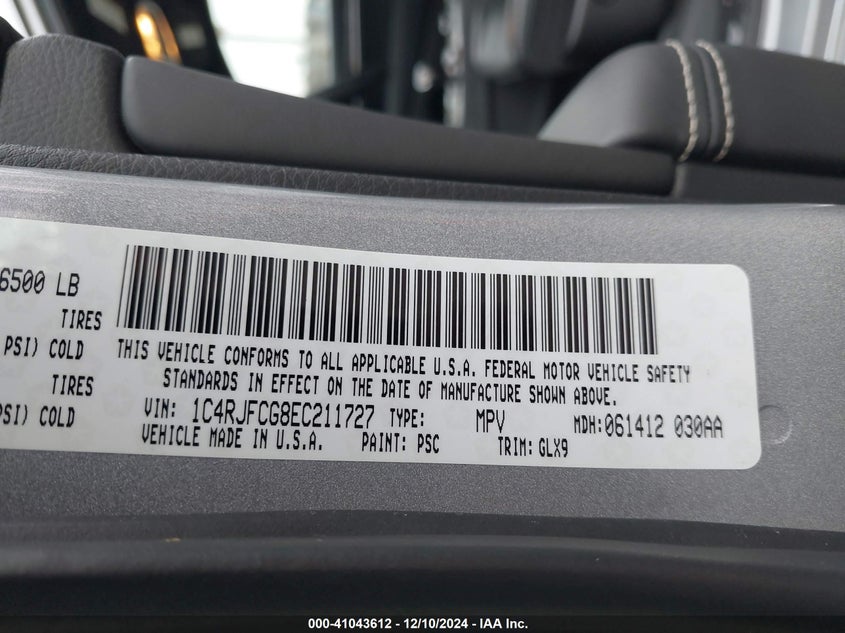 6500 LB
TIRES
PSI) COLD
TIRES
PSI) COLD
THIS VEHICLE CONFORMS TO ALL APPLICABLE U.S.A. FEDERAL MOTOR VEHICLE SAFETY
STANDARDS IN EFFECT ON THE DATE OF MANUFACTURE SHOWN ABOVE.
VIN: 1C4RJFCG8EC211727 TYPE: MPV MDH: 061412 030AA
VEHICLE MADE IN U.S.A. PAINT: PSC TRIM: GLX9
000-41043612 - 12/10/2024 - IAA Inc.